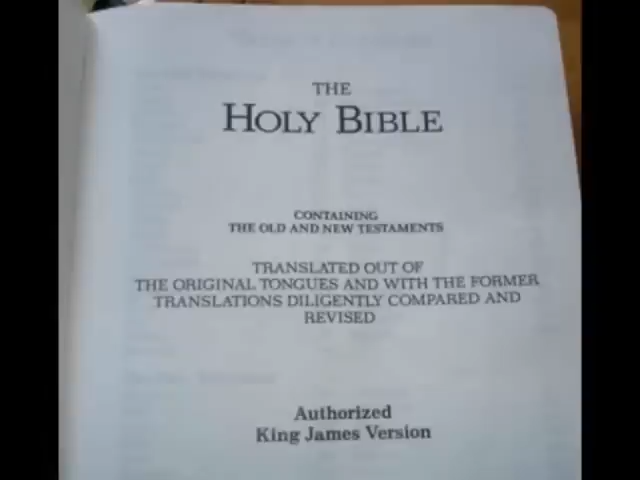 THE
HOLY BIBLE
CONTAINING
THE OLD AND NEW TESTAMENTS
TRANSLATED OUT OF
THE ORIGINAL TONGUES AND WITH THE FORMER
TRANSLATIONS DILIGENTLY COMPARED AND
REVISED
Authorized
King James Version